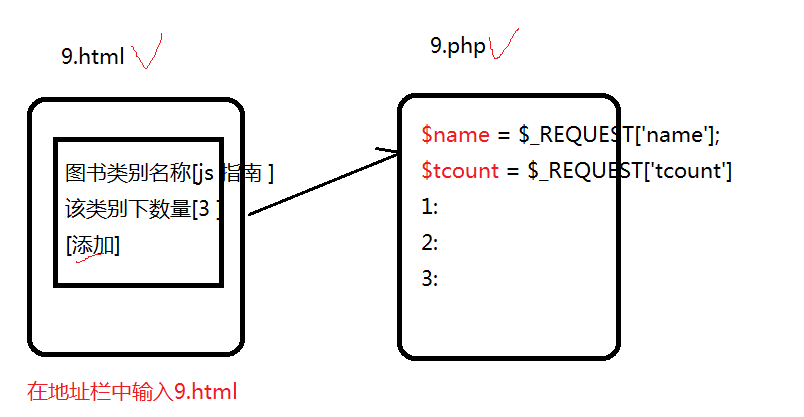 9.html
9.php
图书类别名称[js 指南 ]
该类别下数量[3 ]
[添加]
$name = $_REQUEST['name'];
$tcount = $_REQUEST['tcount']
1:
2:
3:
在地址栏中输入9.html